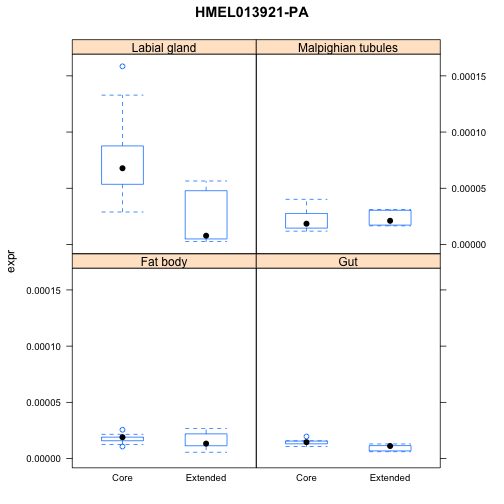 HMEL013921-PA
Labial gland
Malpighian tubules
0.00015
0.00010
0.00005
0.00000
expr
Fat body
Gut
0.00015
0.00010
0.00005
0.00000
Core
Extended
Core
Extended